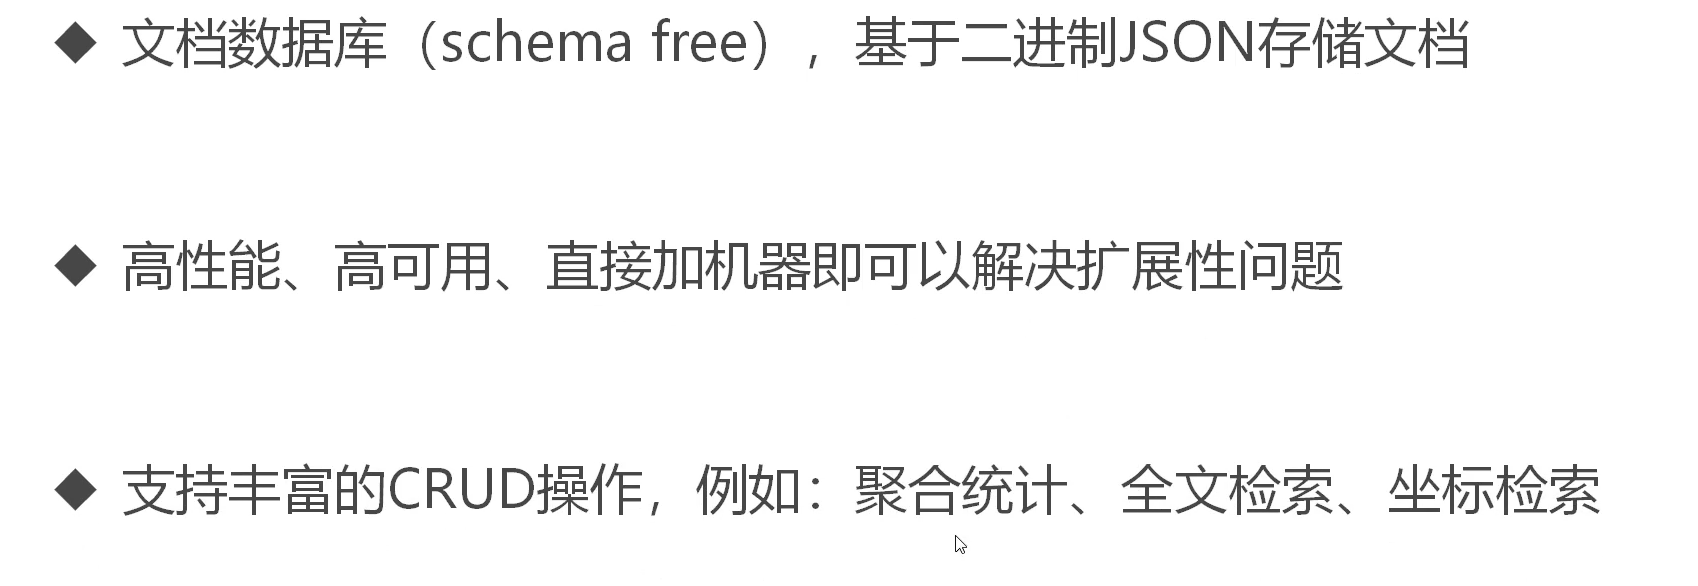 ◆ 文档数据库（schema free），基于二进制JSON存储文档
◆ 高性能、高可用、直接加机器即可以解决扩展性问题
◆ 支持丰富的CRUD操作，例如：聚合统计、全文检索、坐标检索